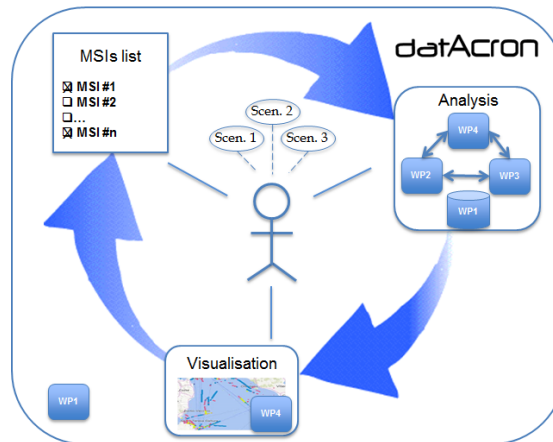 MSIs list
☒ MSI #1
☐ MSI #2
☐...
☒ MSI #n
datAcron
Analysis
WP4
WP2
WP3
WP1
Scen. 2
Scen. 1
Scen. 3
Visualisation
WP4
WP1